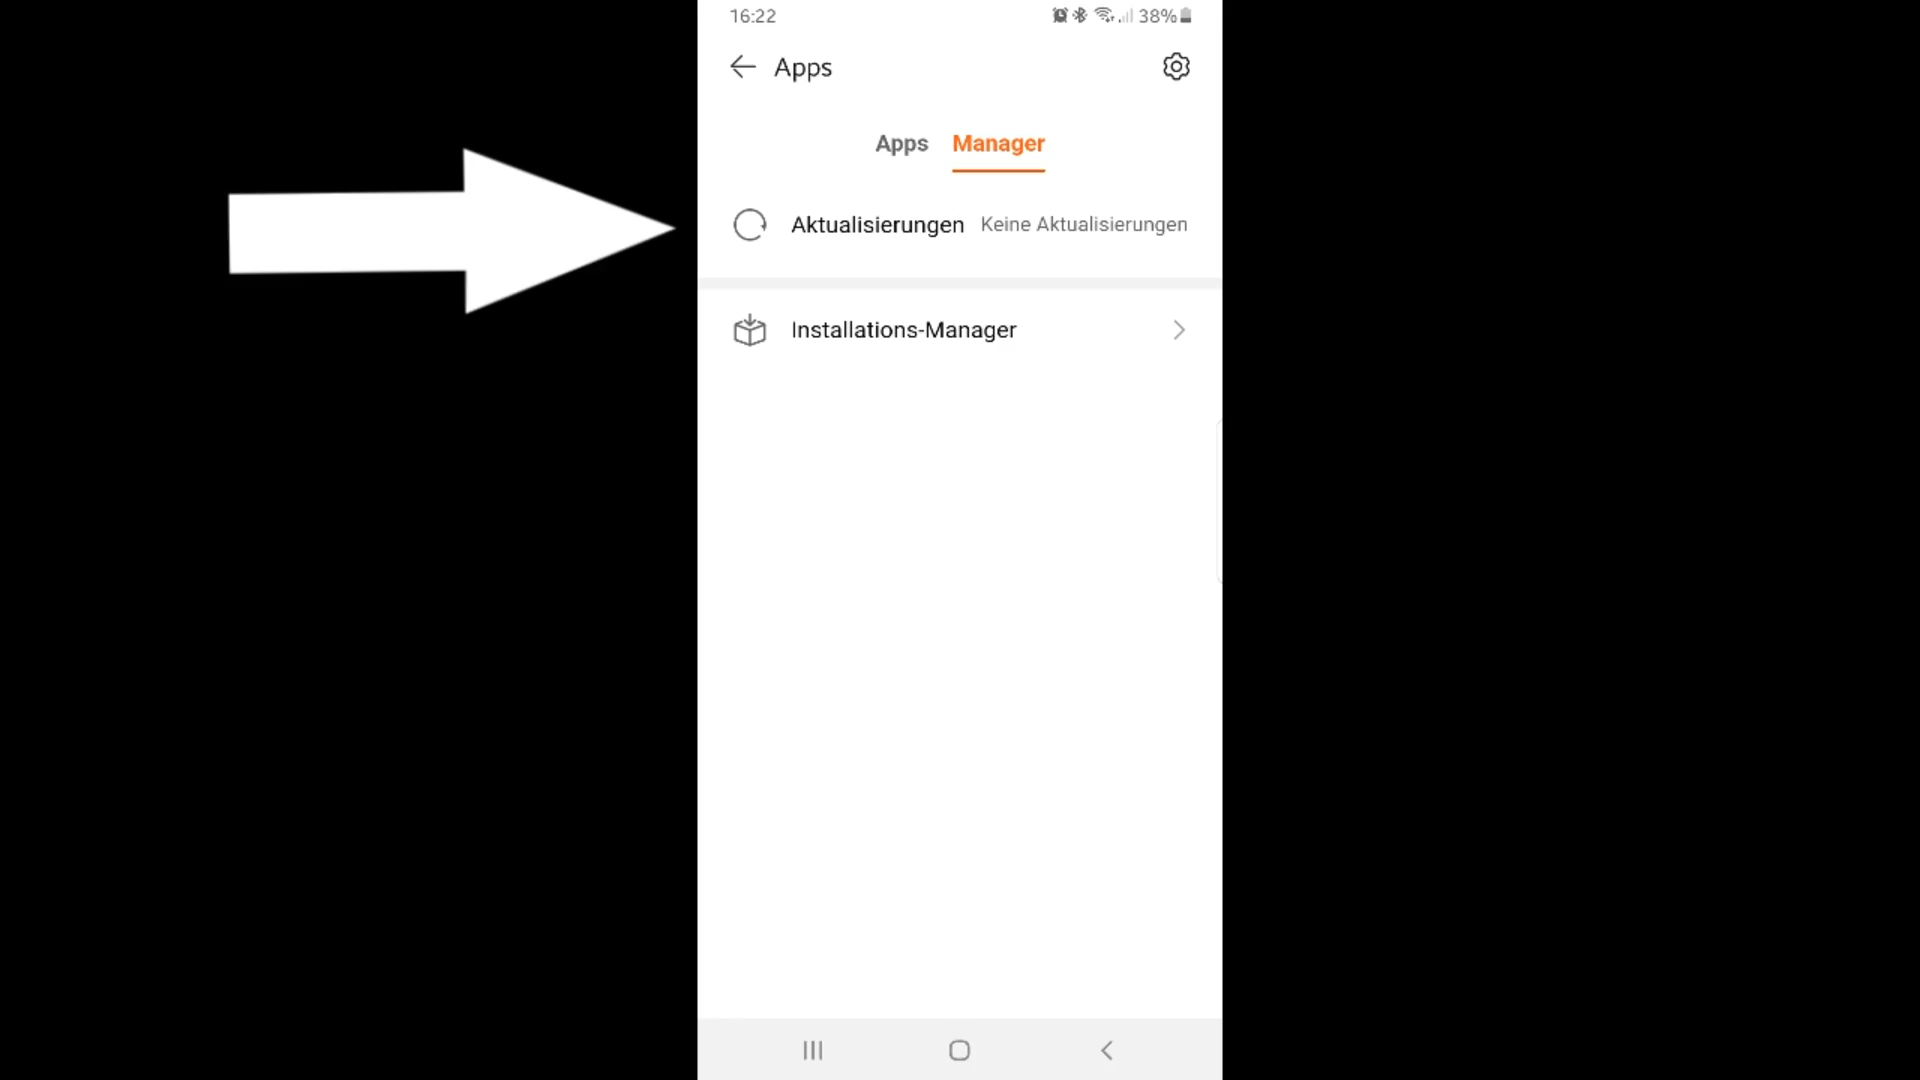 16:22 38%
Apps
Apps Manager
Aktualisierungen Keine Aktualisierungen
Installations-Manager